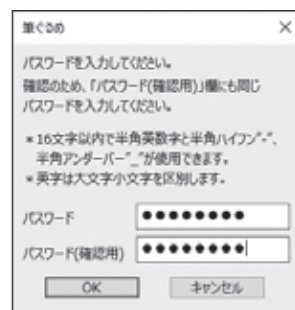 筆ぐるめ
パスワードを入力してください。
確認のため、「パスワード(確認用)」欄にも同じ
パスワードを入力してください。
*16文字以内で半角英数字と半角ハイフン"-"、
半角アンダーバー"_"が使用できます。
*英字は大文字小文字を区別します。
パスワード ●●●●●●●●
パスワード(確認用) ●●●●●●●●
OK キャンセル